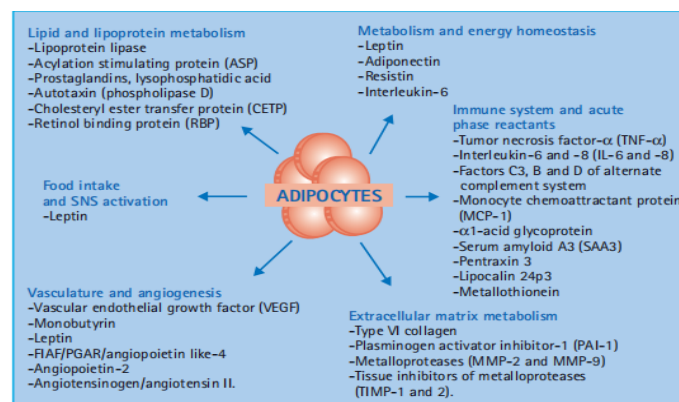 Lipid and lipoprotein metabolism
-Lipoprotein lipase
-Acylation stimulating protein (ASP)
-Prostaglandins, lysophosphatidic acid
-Autotaxin (phospholipase D)
-Cholesteryl ester transfer protein (CETP)
-Retinol binding protein (RBP)
Metabolism and energy homeostasis
-Leptin
-Adiponectin
-Resistin
-Interleukin-6
Immune system and acute
phase reactants
-Tumor necrosis factor-α (TNF-α)
-Interleukin-6 and -8 (IL-6 and -8)
-Factors C3, B and D of alternate
complement system
-Monocyte chemoattractant protein
(MCP-1)
-α1-acid glycoprotein
-Serum amyloid A3 (SAA3)
-Pentraxin 3
-Lipocalin 24p3
-Metallothionein
ADIPOCYTES
Food intake
and SNS activation
-Leptin
Vasculature and angiogenesis
-Vascular endothelial growth factor (VEGF)
-Monobutyrin
-Leptin
-FIAF/PGAR/angiopoietin like-4
-Angiopoietin-2
-Angiotensinogen/angiotensin II.
Extracellular matrix metabolism
-Type VI collagen
-Plasminogen activator inhibitor-1 (PAI-1)
-Metalloproteases (MMP-2 and MMP-9)
-Tissue inhibitors of metalloproteases
(TIMP-1 and 2).